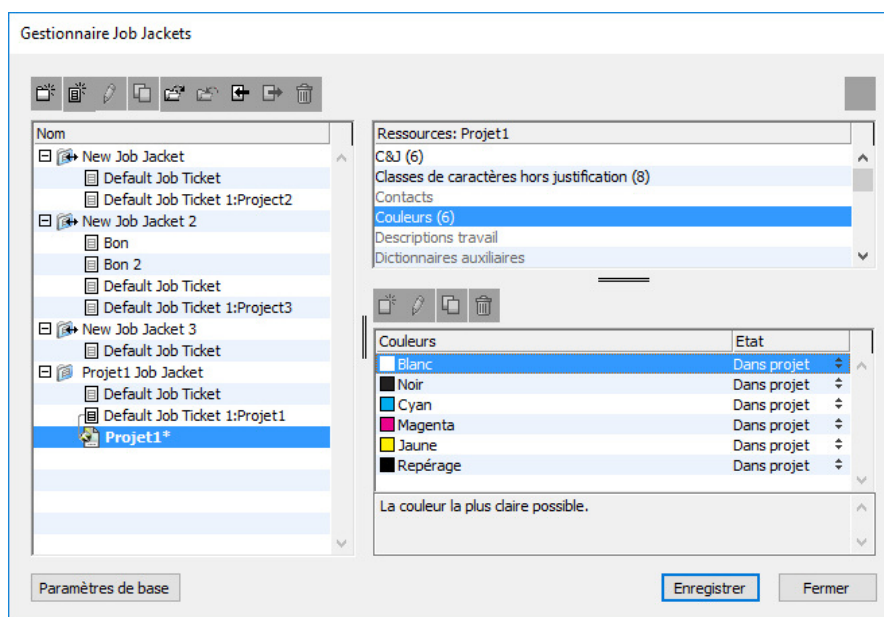 Gestionnaire Job Jackets
Nom
New Job Jacket
Default Job Ticket
Default Job Ticket 1:Project2
New Job Jacket 2
Bon
Bon 2
Default Job Ticket
Default Job Ticket 1:Project3
New Job Jacket 3
Default Job Ticket
Projet1 Job Jacket
Default Job Ticket
Default Job Ticket 1:Projet1
Projet1*
Ressources: Projet1
C&J (6)
Classes de caractères hors justification (8)
Contacts
Couleurs (6)
Descriptions travail
Dictionnaires auxiliaires
Couleurs Etat
Blanc Dans projet
Noir Dans projet
Cyan Dans projet
Magenta Dans projet
Jaune Dans projet
Repérage Dans projet
La couleur la plus claire possible.
Paramètres de base Enregistrer Fermer